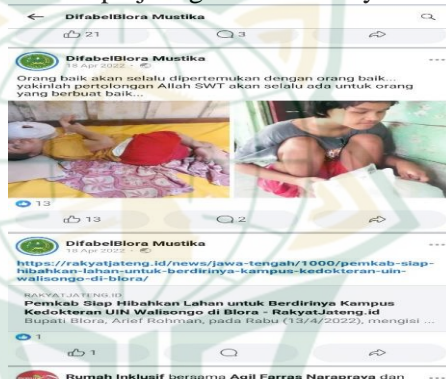 DifabelBlora Mustika
21 3
DifabelBlora Mustika
18 Apr 2022
Orang baik akan selalu dipertemukan dengan orang baik...
yakinlah pertolongan Allah SWT akan selalu ada untuk orang
yang berbuat baik...
13
13 2
DifabelBlora Mustika
18 Apr 2022
https://rakyatjateng.id/news/jawa-tengah/1000/pemkab-siap-
hibahkan-lahan-untuk-berdirinya-kampus-kedokteran-uin-
walisongo-di-blora/
RAKYATJATENG.ID
Pemkab Siap Hibahkan Lahan untuk Berdirinya Kampus
Kedokteran UIN Walisongo di Blora - RakyatJateng.id
Bupati Blora, Arief Rohman, pada Rabu (13/4/2022), mengisi ...
1
1
Rumah Inklusif bersama Agil Farras Narapraya dan